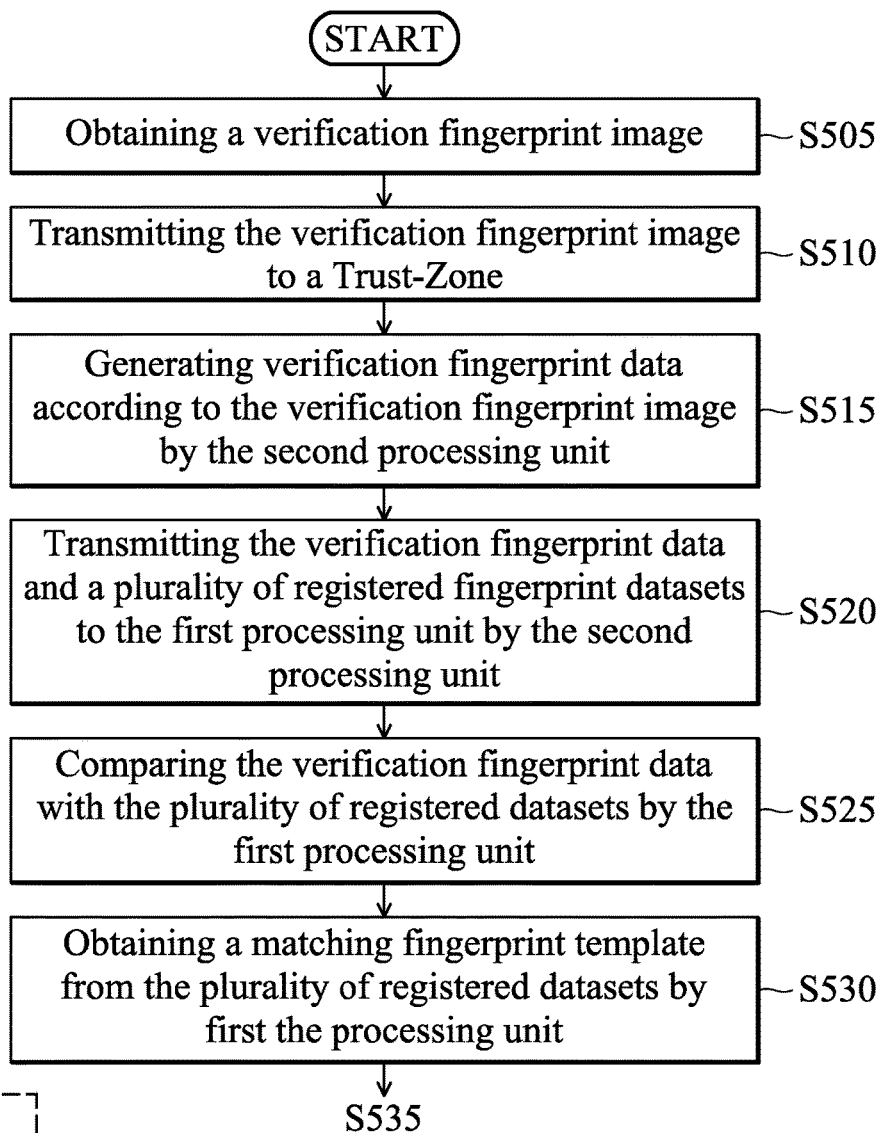 START
Obtaining a verification fingerprint image
S505
Transmitting the verification fingerprint image
to a Trust-Zone
S510
Generating verification fingerprint data
according to the verification fingerprint image
by the second processing unit
S515
Transmitting the verification fingerprint data
and a plurality of registered fingerprint datasets
to the first processing unit by the second
processing unit
S520
Comparing the verification fingerprint data
with the plurality of registered datasets by the
first processing unit
S525
Obtaining a matching fingerprint template
from the plurality of registered datasets by
first the processing unit
S530
S535